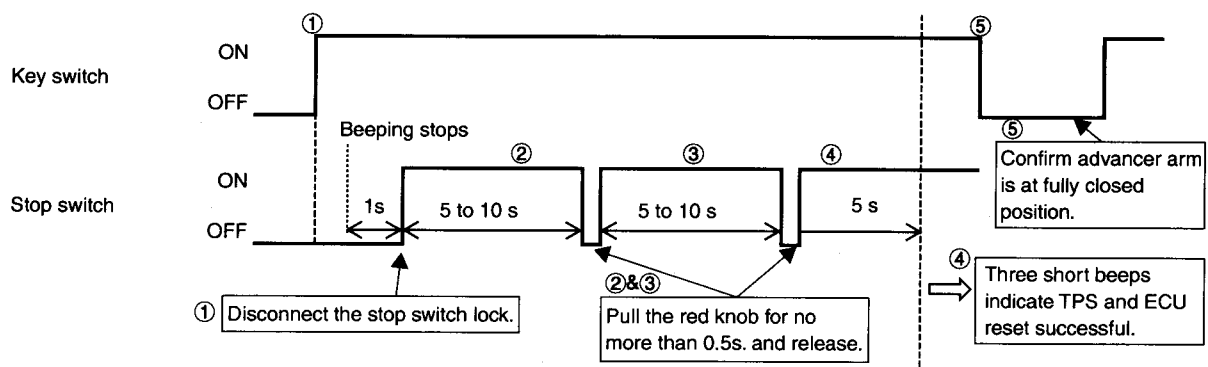 ①
⑤
ON
Key switch
OFF
⑤
Beeping stops
②
③
④
Confirm advancer arm
is at fully closed
position.
ON
Stop switch
1s
5 to 10 s
5 to 10 s
5 s
OFF
②&③
④
① Disconnect the stop switch lock.
Pull the red knob for no
more than 0.5s. and release.
Three short beeps
indicate TPS and ECU
reset successful.